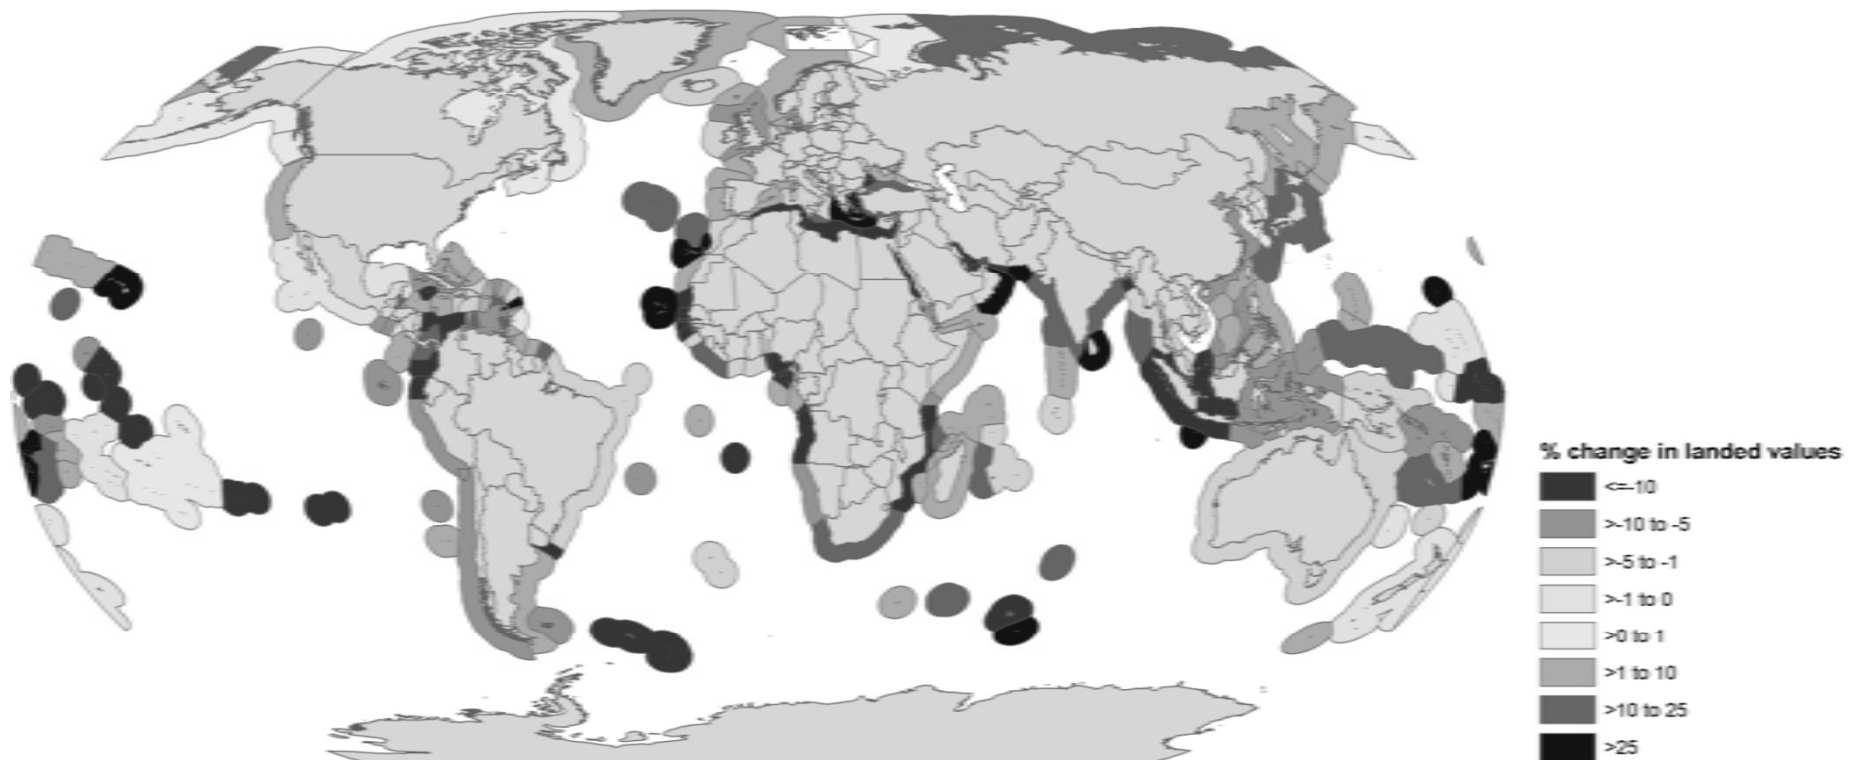 % change in landed values
<=-10
>-10 to -5
>-5 to -1
>-1 to 0
>0 to 1
>1 to 10
>10 to 25
>25